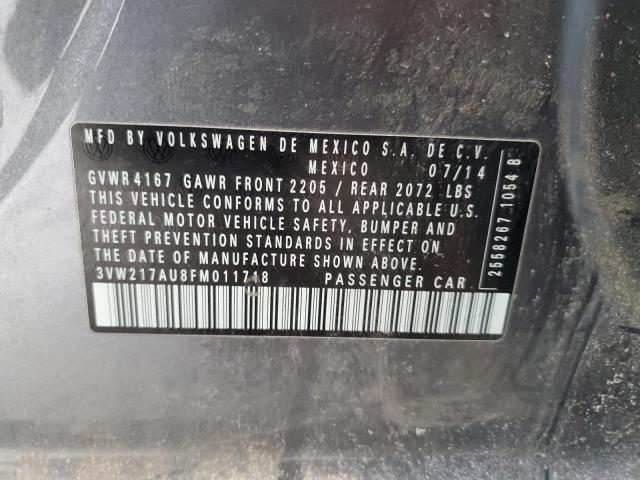 MFD BY VOLKSWAGEN DE MEXICO S.A. DE C.V.
MEXICO 07/14
GVWR 4167 GAWR FRONT 2205 / REAR 2072 LBS
THIS VEHICLE CONFORMS TO ALL APPLICABLE U.S.
FEDERAL MOTOR VEHICLE SAFETY, BUMPER AND
THEFT PREVENTION STANDARDS IN EFFECT ON
THE DATE OF MANUFACTURE SHOWN ABOVE.
3VW217AU8FM011718 PASSENGER CAR
2558267 1054 B